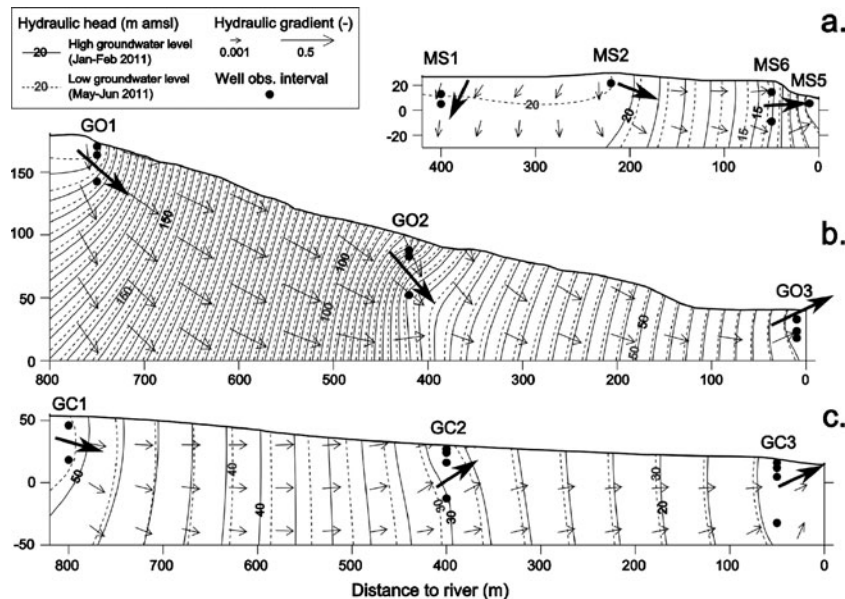 Hydraulic head (m amsl)
Hydraulic gradient (-)
20 High groundwater level
(Jan-Feb 2011)
0.001 0.5
20 Low groundwater level
(May-Jun 2011)
Well obs. interval
a.
MS1 MS2 MS6 MS5
20
0
-20
20 20 15 15
400 300 200 100 0
b.
GO1 GO2 GO3
150
100
50
0
150 150 100 100 50 50
800 700 600 500 400 300 200 100 0
c.
GC1 GC2 GC3
50
0
-50
50 40 40 30 30 30 20
800 700 600 500 400 300 200 100 0
Distance to river (m)